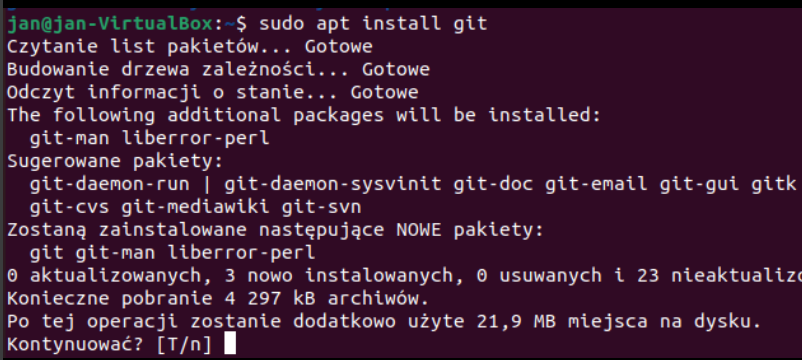 jan@jan-VirtualBox:~$ sudo apt install git
Czytanie list pakietów... Gotowe
Budowanie drzewa zależności... Gotowe
Odczyt informacji o stanie... Gotowe
The following additional packages will be installed:
  git-man liberror-perl
Sugerowane pakiety:
  git-daemon-run | git-daemon-sysvinit git-doc git-email git-gui gitk
  git-cvs git-mediawiki git-svn
Zostaną zainstalowane następujące NOWE pakiety:
  git git-man liberror-perl
0 aktualizowanych, 3 nowo instalowanych, 0 usuwanych i 23 nieaktualizo
Konieczne pobranie 4 297 kB archiwów.
Po tej operacji zostanie dodatkowo użyte 21,9 MB miejsca na dysku.
Kontynuować? [T/n]